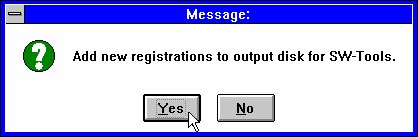 Message:
Add new registrations to output disk for SW-Tools.
Yes
No